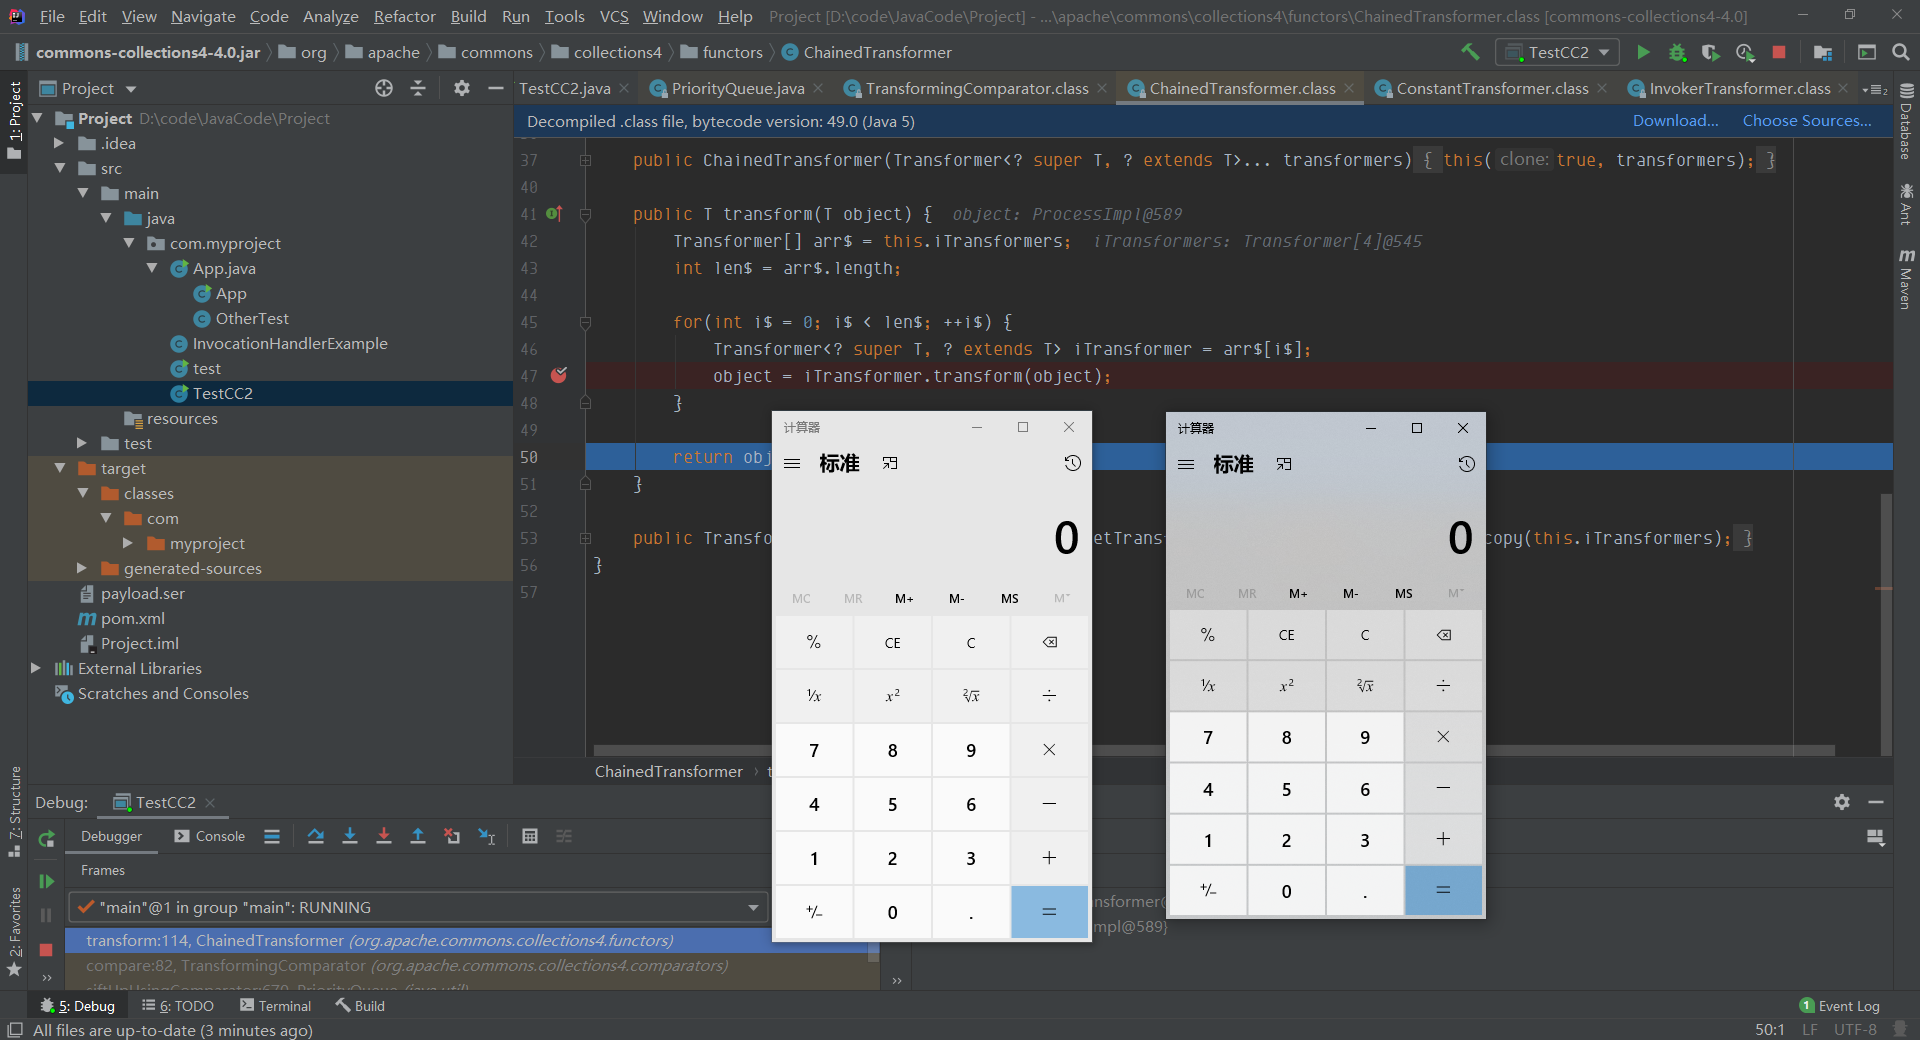 File Edit View Navigate Code Analyze Refactor Build Run Tools VCS Window Help Project [D:\code\JavaCode\Project] - ...\apache\commons\collections4\functors\ChainedTransformer.class [commons-collections4-4.0]
commons-collections4-4.0.jar org apache commons collections4 functors ChainedTransformer TestCC2
1: Project
Project
TestCC2.java PriorityQueue.java TransformingComparator.class ChainedTransformer.class ConstantTransformer.class InvokerTransformer.class
Decompiled .class file, bytecode version: 49.0 (Java 5) Download... Choose Sources...
Database
Ant
Maven
Project D:\code\JavaCode\Project
.idea
src
main
java
com.myproject
App.java
App
OtherTest
InvocationHandlerExample
test
TestCC2
resources
test
target
classes
com
myproject
generated-sources
payload.ser
pom.xml
Project.iml
External Libraries
Scratches and Consoles
37 public ChainedTransformer(Transformer<? super T, ? extends T>... transformers) { this( clone: true, transformers); }
40
41 public T transform(T object) { object: ProcessImpl@589
42 Transformer[] arr$ = this.iTransformers; iTransformers: Transformer[4]@545
43 int len$ = arr$.length;
44
45 for(int i$ = 0; i$ < len$; ++i$) {
46 Transformer<? super T, ? extends T> iTransformer = arr$[i$];
47 object = iTransformer.transform(object);
48 }
49
50 return obj
51 }
52
53 public Transfo etTrans copy(this.iTransformers); }
56 }
57
ChainedTransformer › t
计算器
标准
0
MC MR M+ M- MS M˅
% CE C ⌫
⅟x x² ²√x ÷
7 8 9 ×
4 5 6 −
1 2 3 +
+/− 0 . =
计算器
标准
0
MC MR M+ M- MS M˅
% CE C ⌫
⅟x x² ²√x ÷
7 8 9 ×
4 5 6 −
1 2 3 +
+/− 0 . =
7: Structure
2: Favorites
Debug: TestCC2
Debugger Console
Frames
"main"@1 in group "main": RUNNING
transform:114, ChainedTransformer (org.apache.commons.collections4.functors)
compare:82, TransformingComparator (org.apache.commons.collections4.comparators)
siftUpUsingComparator:670, PriorityQueue (java.util)
nsformer@
mpl@589}
5: Debug 6: TODO Terminal Build 1 Event Log
All files are up-to-date (3 minutes ago) 50:1 LF UTF-8